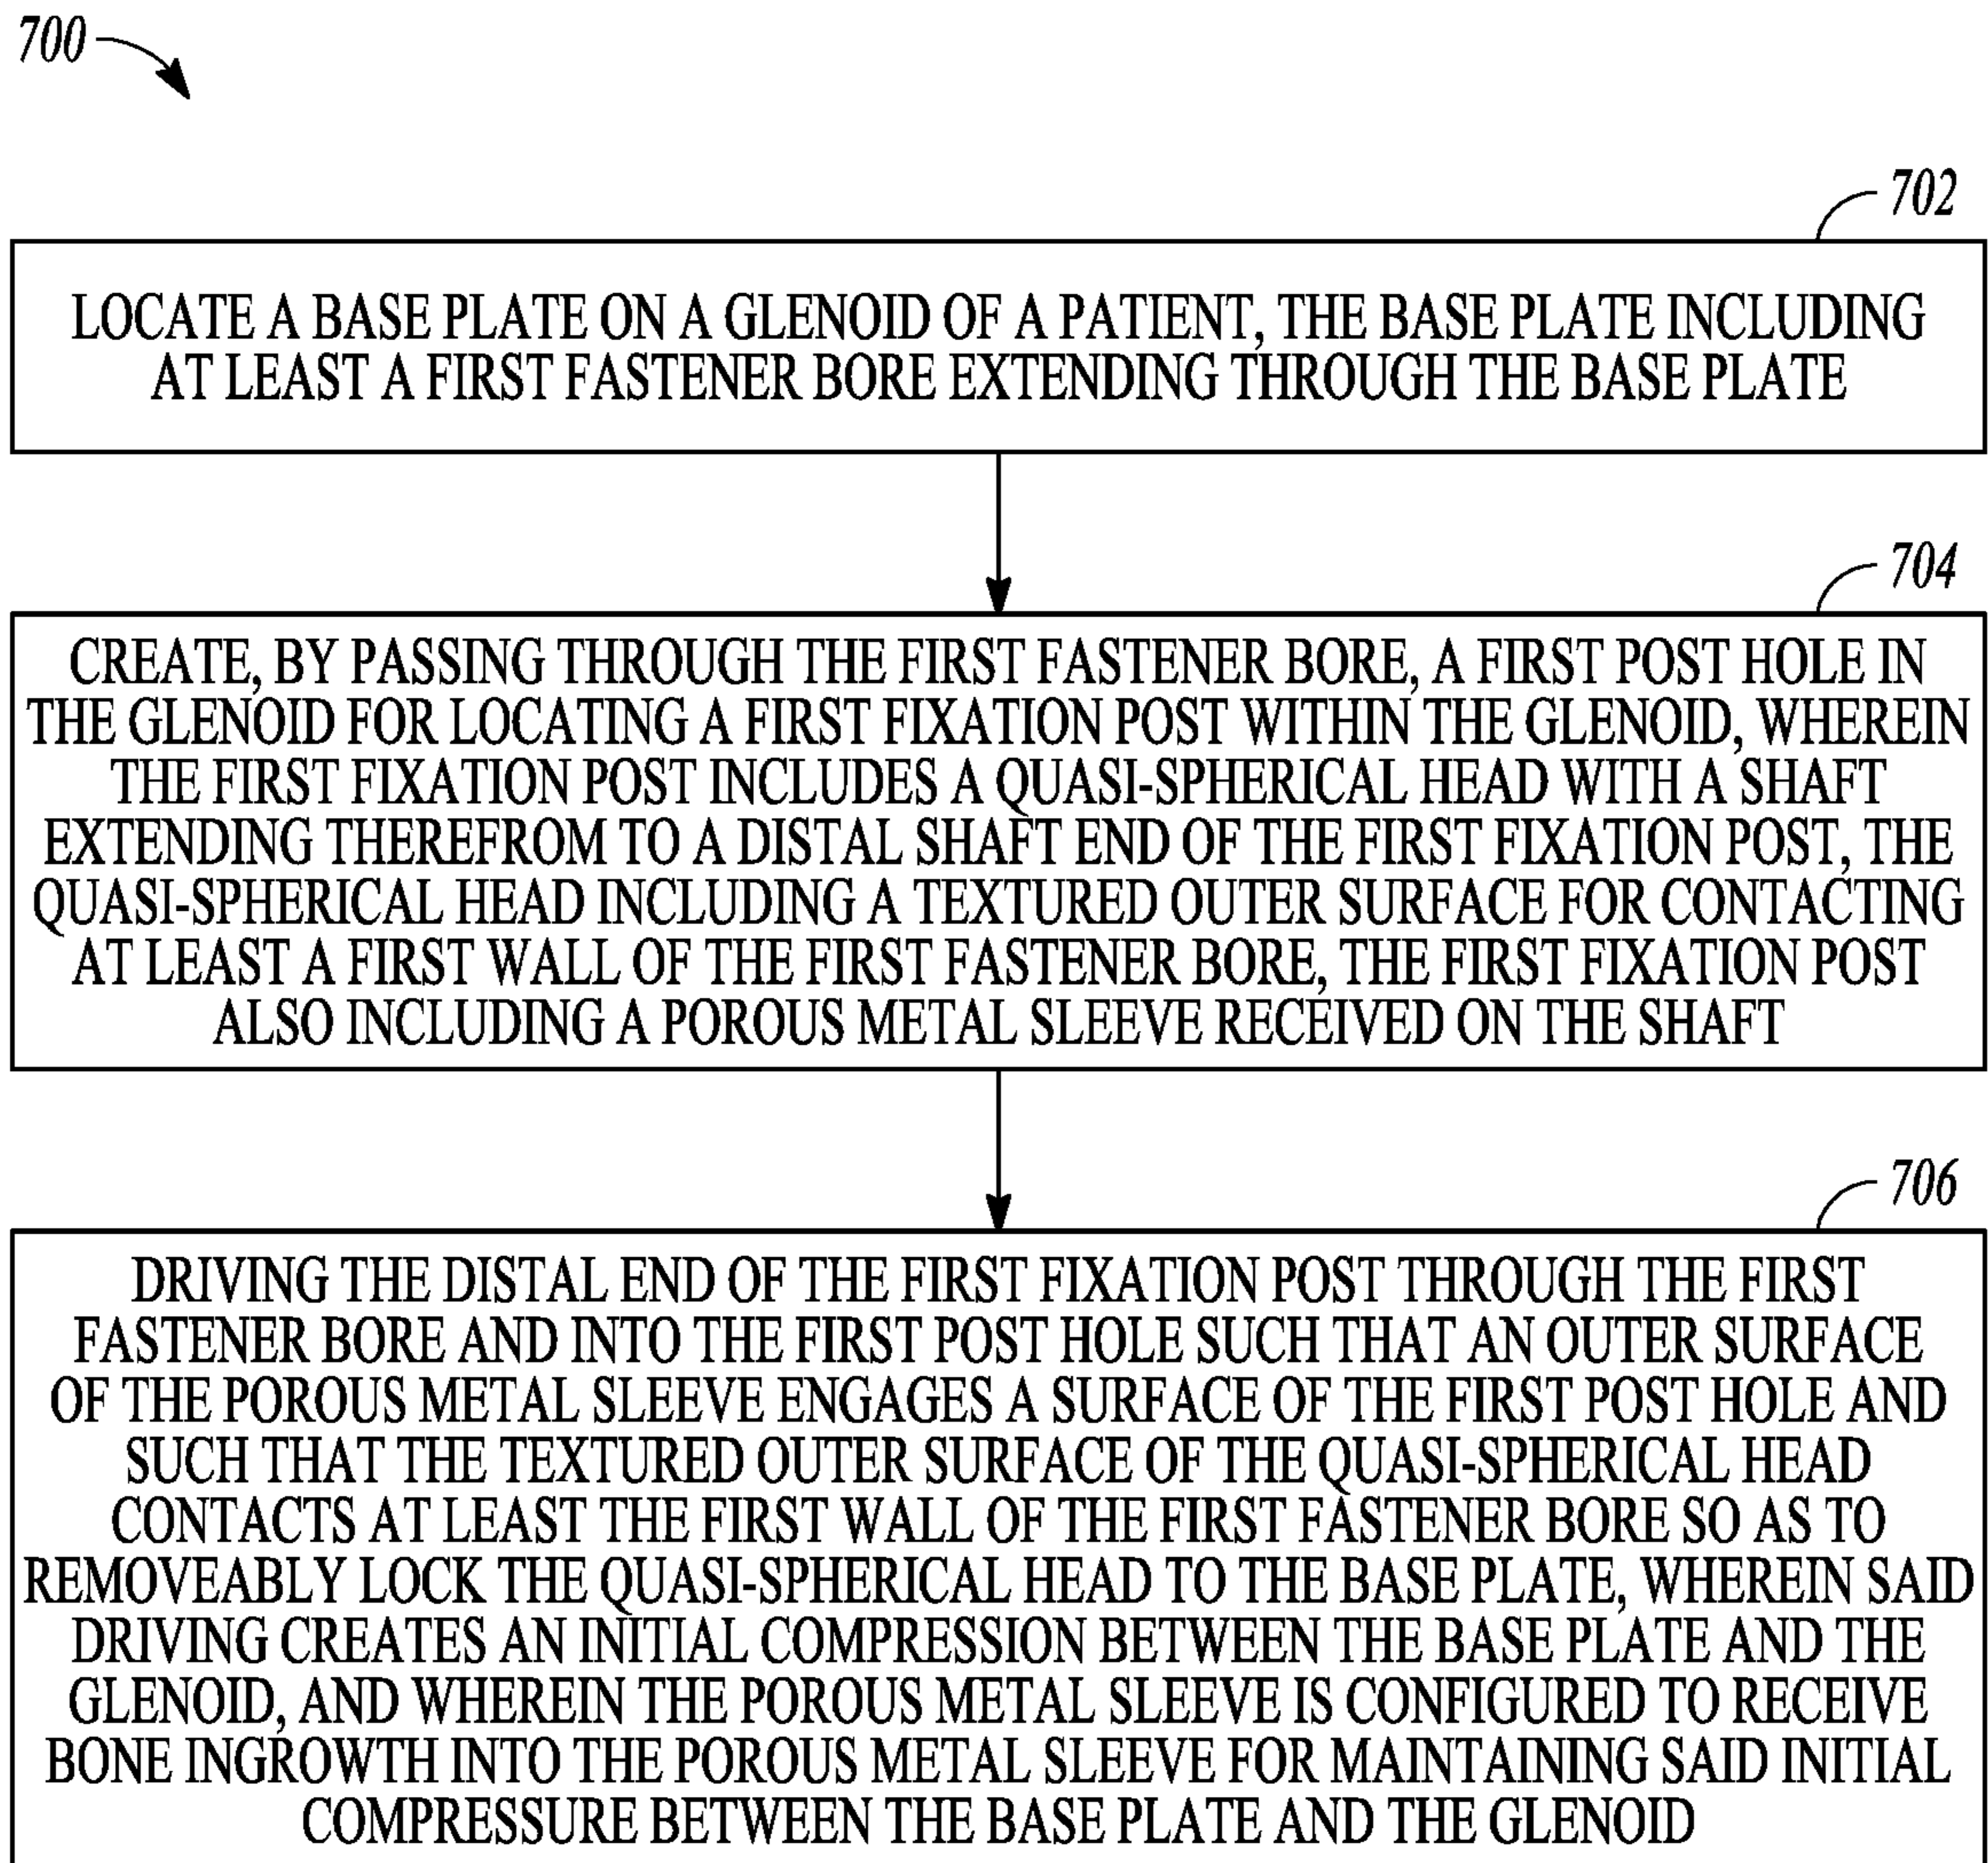 700
702
LOCATE A BASE PLATE ON A GLENOID OF A PATIENT, THE BASE PLATE INCLUDING
AT LEAST A FIRST FASTENER BORE EXTENDING THROUGH THE BASE PLATE
704
CREATE, BY PASSING THROUGH THE FIRST FASTENER BORE, A FIRST POST HOLE IN
THE GLENOID FOR LOCATING A FIRST FIXATION POST WITHIN THE GLENOID, WHEREIN
THE FIRST FIXATION POST INCLUDES A QUASI-SPHERICAL HEAD WITH A SHAFT
EXTENDING THEREFROM TO A DISTAL SHAFT END OF THE FIRST FIXATION POST, THE
QUASI-SPHERICAL HEAD INCLUDING A TEXTURED OUTER SURFACE FOR CONTACTING
AT LEAST A FIRST WALL OF THE FIRST FASTENER BORE, THE FIRST FIXATION POST
ALSO INCLUDING A POROUS METAL SLEEVE RECEIVED ON THE SHAFT
706
DRIVING THE DISTAL END OF THE FIRST FIXATION POST THROUGH THE FIRST
FASTENER BORE AND INTO THE FIRST POST HOLE SUCH THAT AN OUTER SURFACE
OF THE POROUS METAL SLEEVE ENGAGES A SURFACE OF THE FIRST POST HOLE AND
SUCH THAT THE TEXTURED OUTER SURFACE OF THE QUASI-SPHERICAL HEAD
CONTACTS AT LEAST THE FIRST WALL OF THE FIRST FASTENER BORE SO AS TO
REMOVEABLY LOCK THE QUASI-SPHERICAL HEAD TO THE BASE PLATE, WHEREIN SAID
DRIVING CREATES AN INITIAL COMPRESSION BETWEEN THE BASE PLATE AND THE
GLENOID, AND WHEREIN THE POROUS METAL SLEEVE IS CONFIGURED TO RECEIVE
BONE INGROWTH INTO THE POROUS METAL SLEEVE FOR MAINTAINING SAID INITIAL
COMPRESSURE BETWEEN THE BASE PLATE AND THE GLENOID